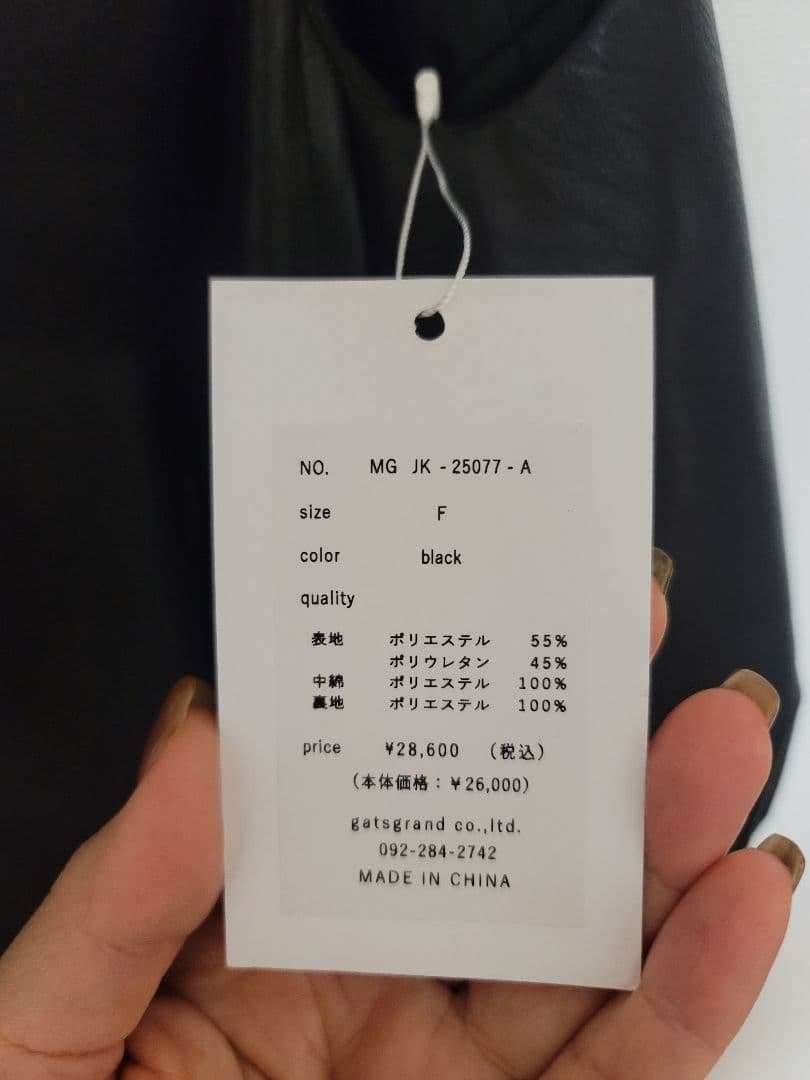 NO. MG JK - 25077 - A
size F
color black
quality
表地 ポリエステル 55%
ポリウレタン 45%
中綿 ポリエステル 100%
裏地 ポリエステル 100%
price ¥28,600 (税込)
(本体価格:¥26,000)
gatsgrand co.,ltd.
092-284-2742
MADE IN CHINA